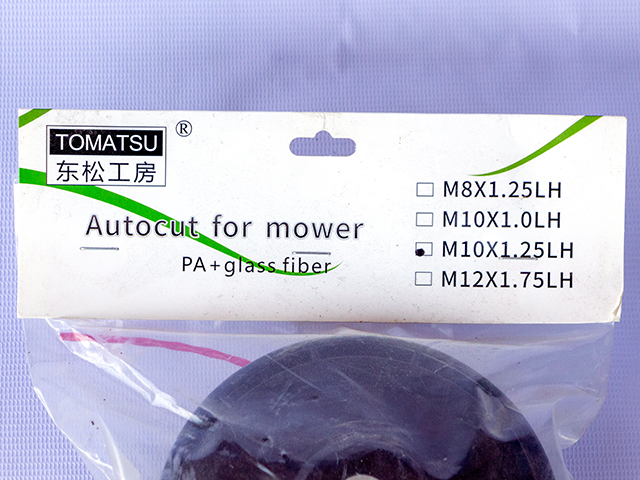 TOMATSU ®
东松工房
Autocut for mower
PA+glass fiber
M8X1.25LH
M10X1.0LH
M10X1.25LH
M12X1.75LH